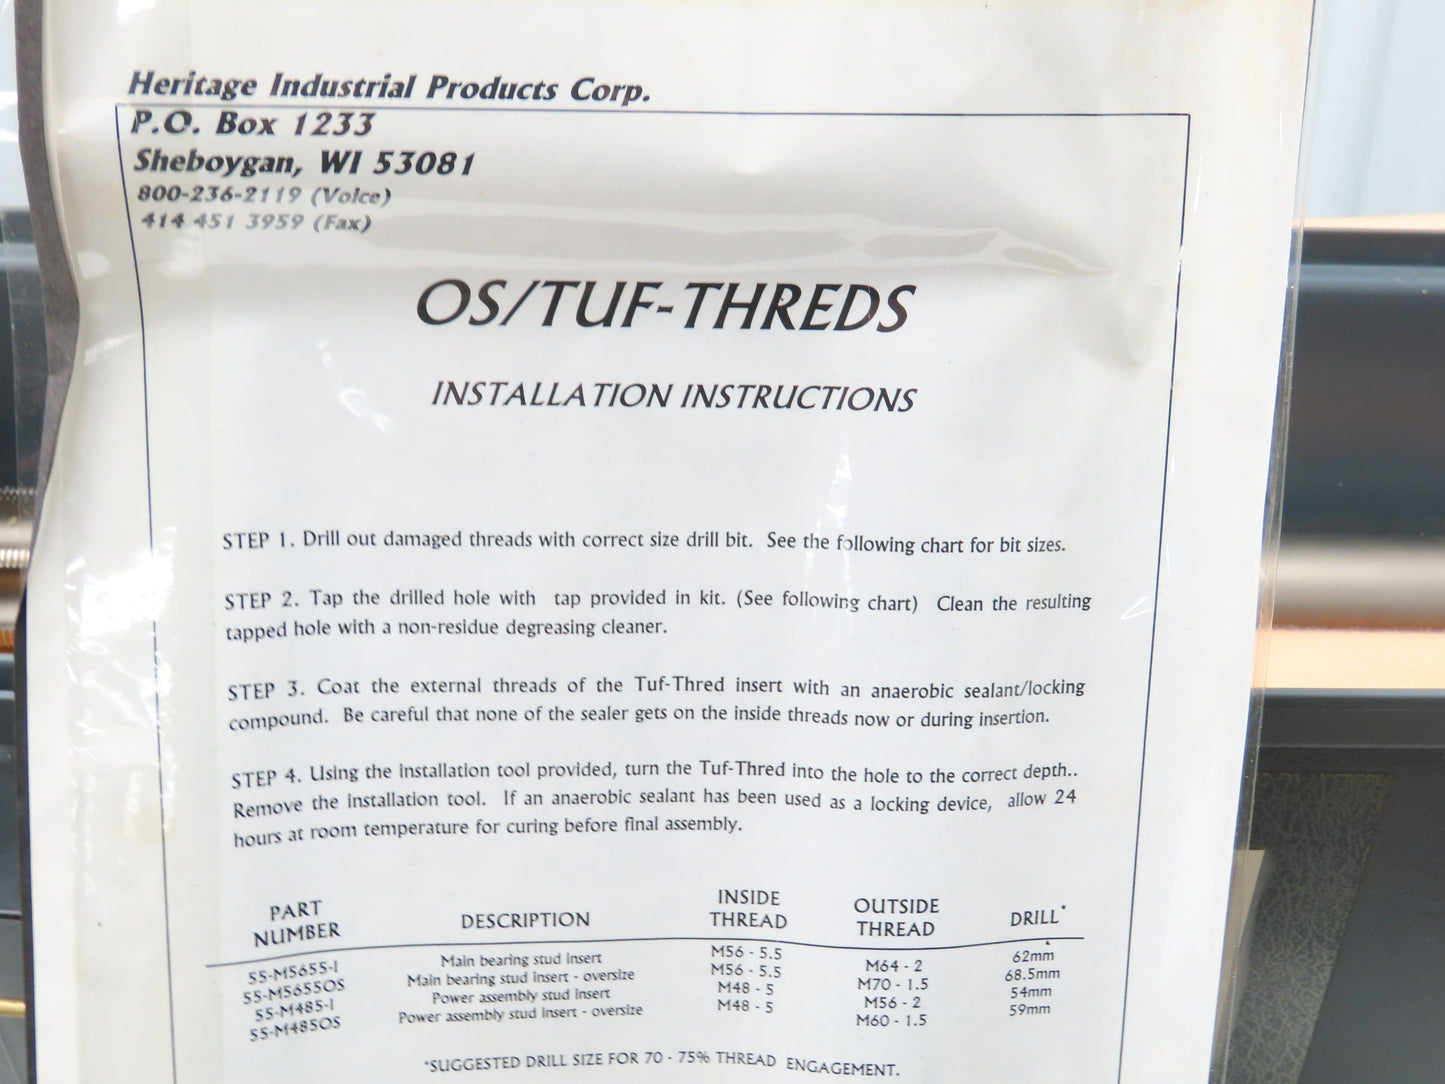 Heritage Industrial Products Corp.
P.O. Box 1233
Sheboygan, WI 53081
800-236-2119 (Voice)
414 451 3959 (Fax)
OS/TUF-THREDS
INSTALLATION INSTRUCTIONS
STEP 1. Drill out damaged threads with correct size drill bit. See the following chart for bit sizes.
STEP 2. Tap the drilled hole with tap provided in kit. (See following chart) Clean the resulting
tapped hole with a non-residue degreasing cleaner.
STEP 3. Coat the external threads of the Tuf-Thred insert with an anaerobic sealant/locking
compound. Be careful that none of the sealer gets on the inside threads now or during insertion.
STEP 4. Using the installation tool provided, turn the Tuf-Thred into the hole to the correct depth..
Remove the installation tool. If an anaerobic sealant has been used as a locking device, allow 24
hours at room temperature for curing before final assembly.
PART NUMBER DESCRIPTION INSIDE THREAD OUTSIDE THREAD DRILL*
55-M5655-I Main bearing stud insert M56 - 5.5 M64 - 2 62mm
55-M5655OS Main bearing stud insert - oversize M56 - 5.5 M70 - 1.5 68.5mm
55-M485-I Power assembly stud insert M48 - 5 M56 - 2 54mm
55-M485OS Power assembly stud insert - oversize M48 - 5 M60 - 1.5 59mm
*SUGGESTED DRILL SIZE FOR 70 - 75% THREAD ENGAGEMENT.